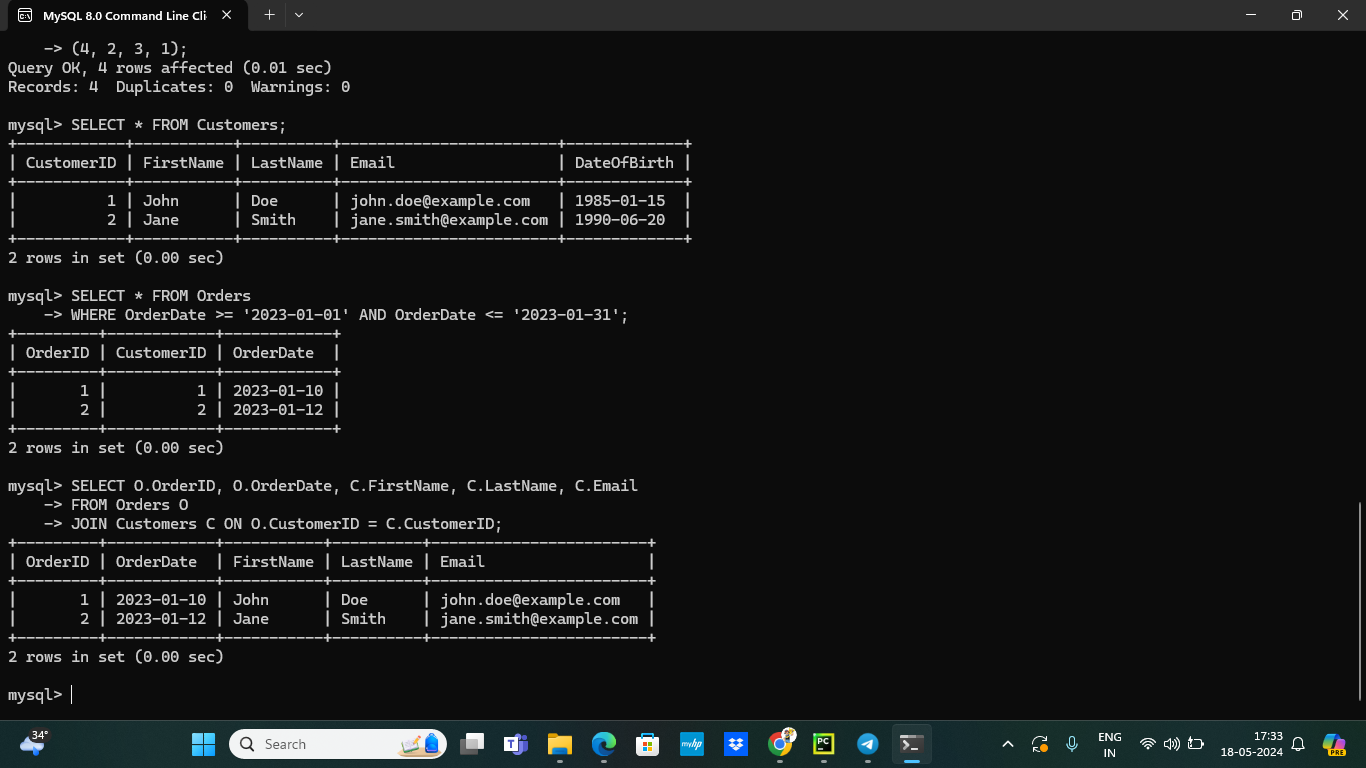 MySQL 8.0 Command Line Cli
-> (4, 2, 3, 1);
Query OK, 4 rows affected (0.01 sec)
Records: 4  Duplicates: 0  Warnings: 0
mysql> SELECT * FROM Customers;
+------------+-----------+----------+------------------------+-------------+
| CustomerID | FirstName | LastName | Email                  | DateOfBirth |
+------------+-----------+----------+------------------------+-------------+
|          1 | John      | Doe      | john.doe@example.com   | 1985-01-15  |
|          2 | Jane      | Smith    | jane.smith@example.com | 1990-06-20  |
+------------+-----------+----------+------------------------+-------------+
2 rows in set (0.00 sec)
mysql> SELECT * FROM Orders
-> WHERE OrderDate >= '2023-01-01' AND OrderDate <= '2023-01-31';
+---------+------------+------------+
| OrderID | CustomerID | OrderDate  |
+---------+------------+------------+
|       1 |          1 | 2023-01-10 |
|       2 |          2 | 2023-01-12 |
+---------+------------+------------+
2 rows in set (0.00 sec)
mysql> SELECT O.OrderID, O.OrderDate, C.FirstName, C.LastName, C.Email
-> FROM Orders O
-> JOIN Customers C ON O.CustomerID = C.CustomerID;
+---------+------------+-----------+----------+------------------------+
| OrderID | OrderDate  | FirstName | LastName | Email                  |
+---------+------------+-----------+----------+------------------------+
|       1 | 2023-01-10 | John      | Doe      | john.doe@example.com   |
|       2 | 2023-01-12 | Jane      | Smith    | jane.smith@example.com |
+---------+------------+-----------+----------+------------------------+
2 rows in set (0.00 sec)
mysql>
34°
Search
myhp
PC
ENG
IN
17:33
18-05-2024
PRE